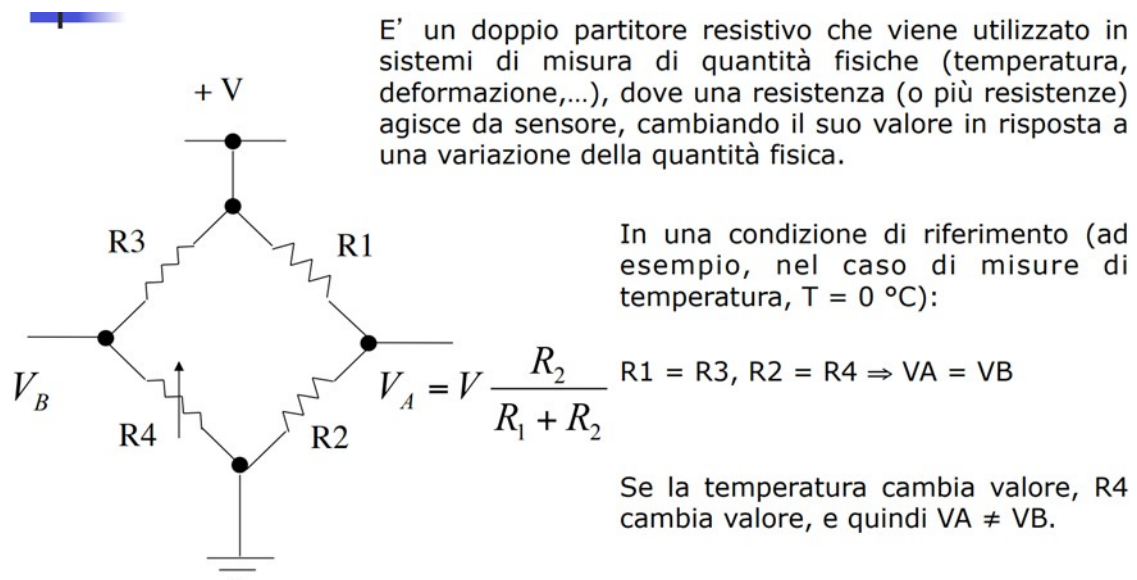 E’ un doppio partitore resistivo che viene utilizzato in
sistemi di misura di quantità fisiche (temperatura,
deformazione,…), dove una resistenza (o più resistenze)
agisce da sensore, cambiando il suo valore in risposta a
una variazione della quantità fisica.
+ V
R3
R1
In una condizione di riferimento (ad
esempio, nel caso di misure di
temperatura, T = 0 °C):
V_B
V_A = V \frac{R_2}{R_1 + R_2}
R1 = R3, R2 = R4 ⇒ VA = VB
R4
R2
Se la temperatura cambia valore, R4
cambia valore, e quindi VA ≠ VB.